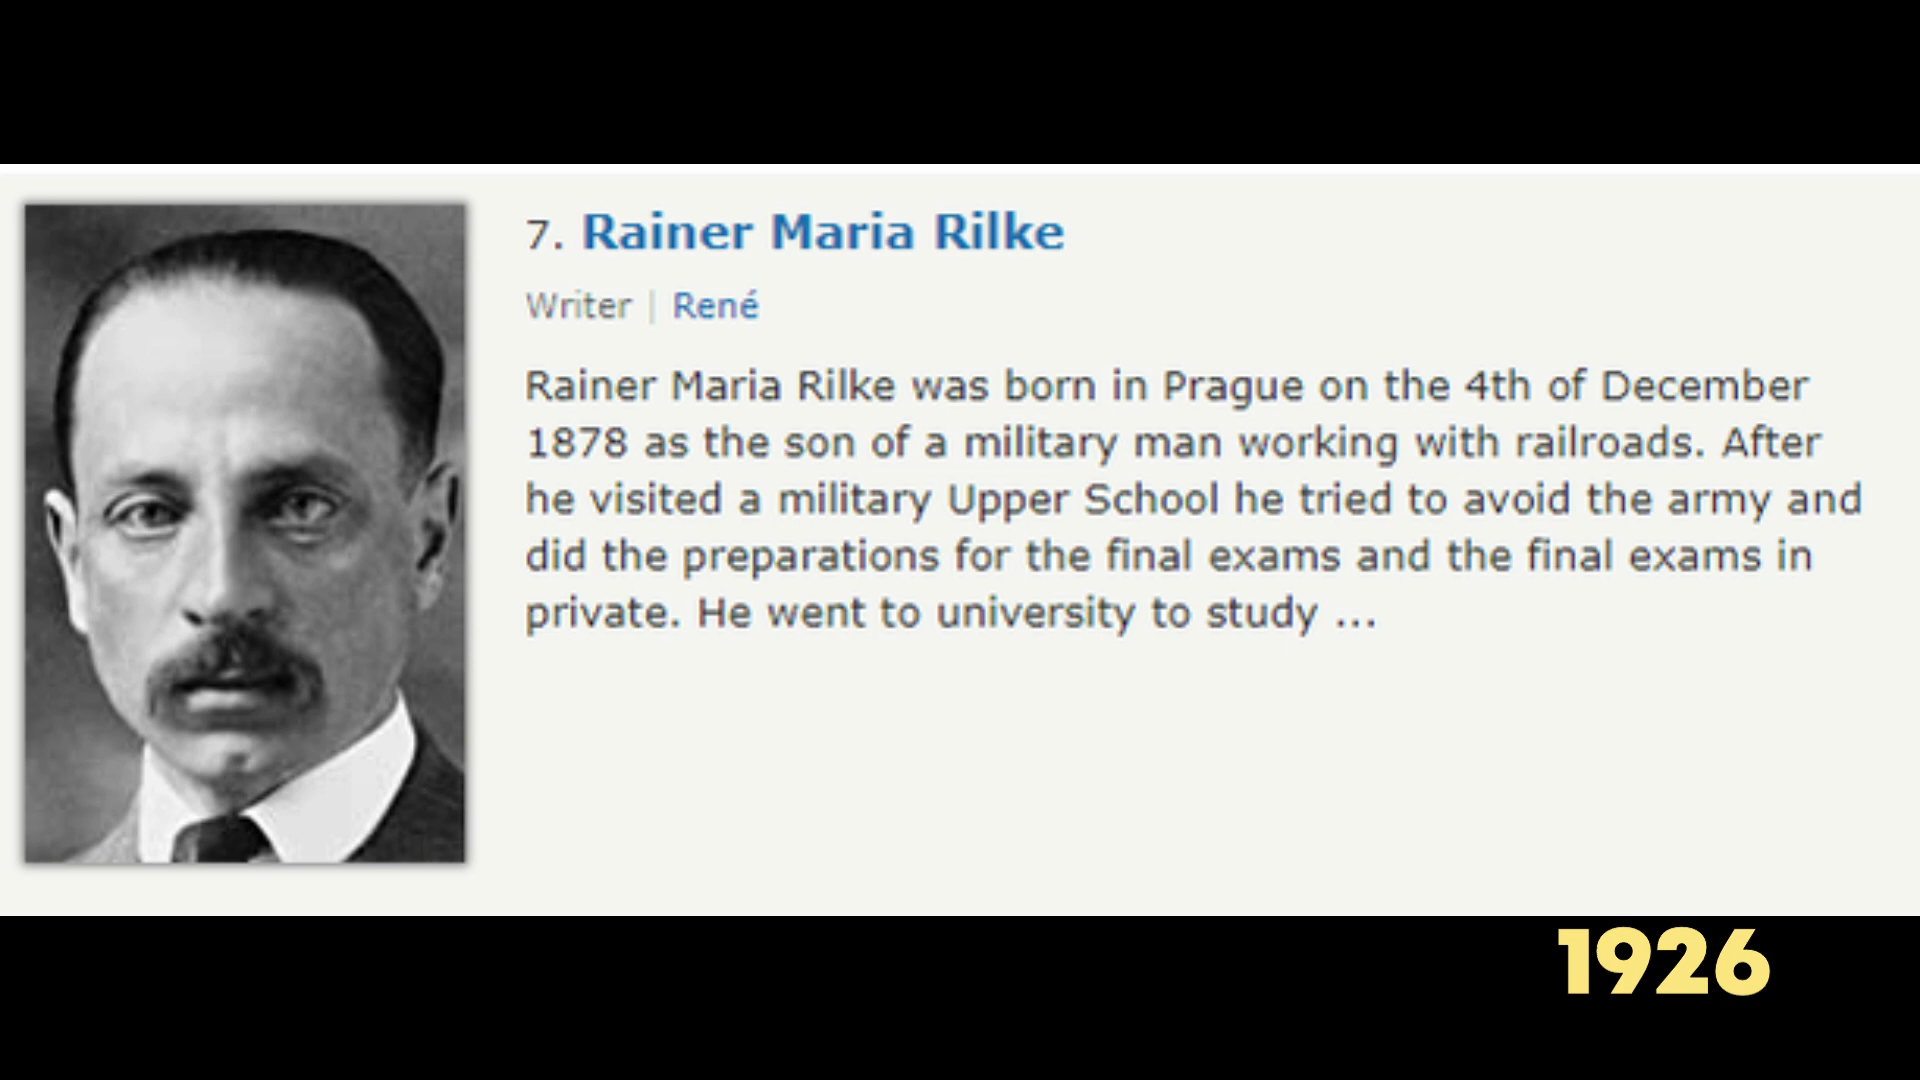 7. Rainer Maria Rilke
Writer | René
Rainer Maria Rilke was born in Prague on the 4th of December
1878 as the son of a military man working with railroads. After
he visited a military Upper School he tried to avoid the army and
did the preparations for the final exams and the final exams in
private. He went to university to study ...
1926